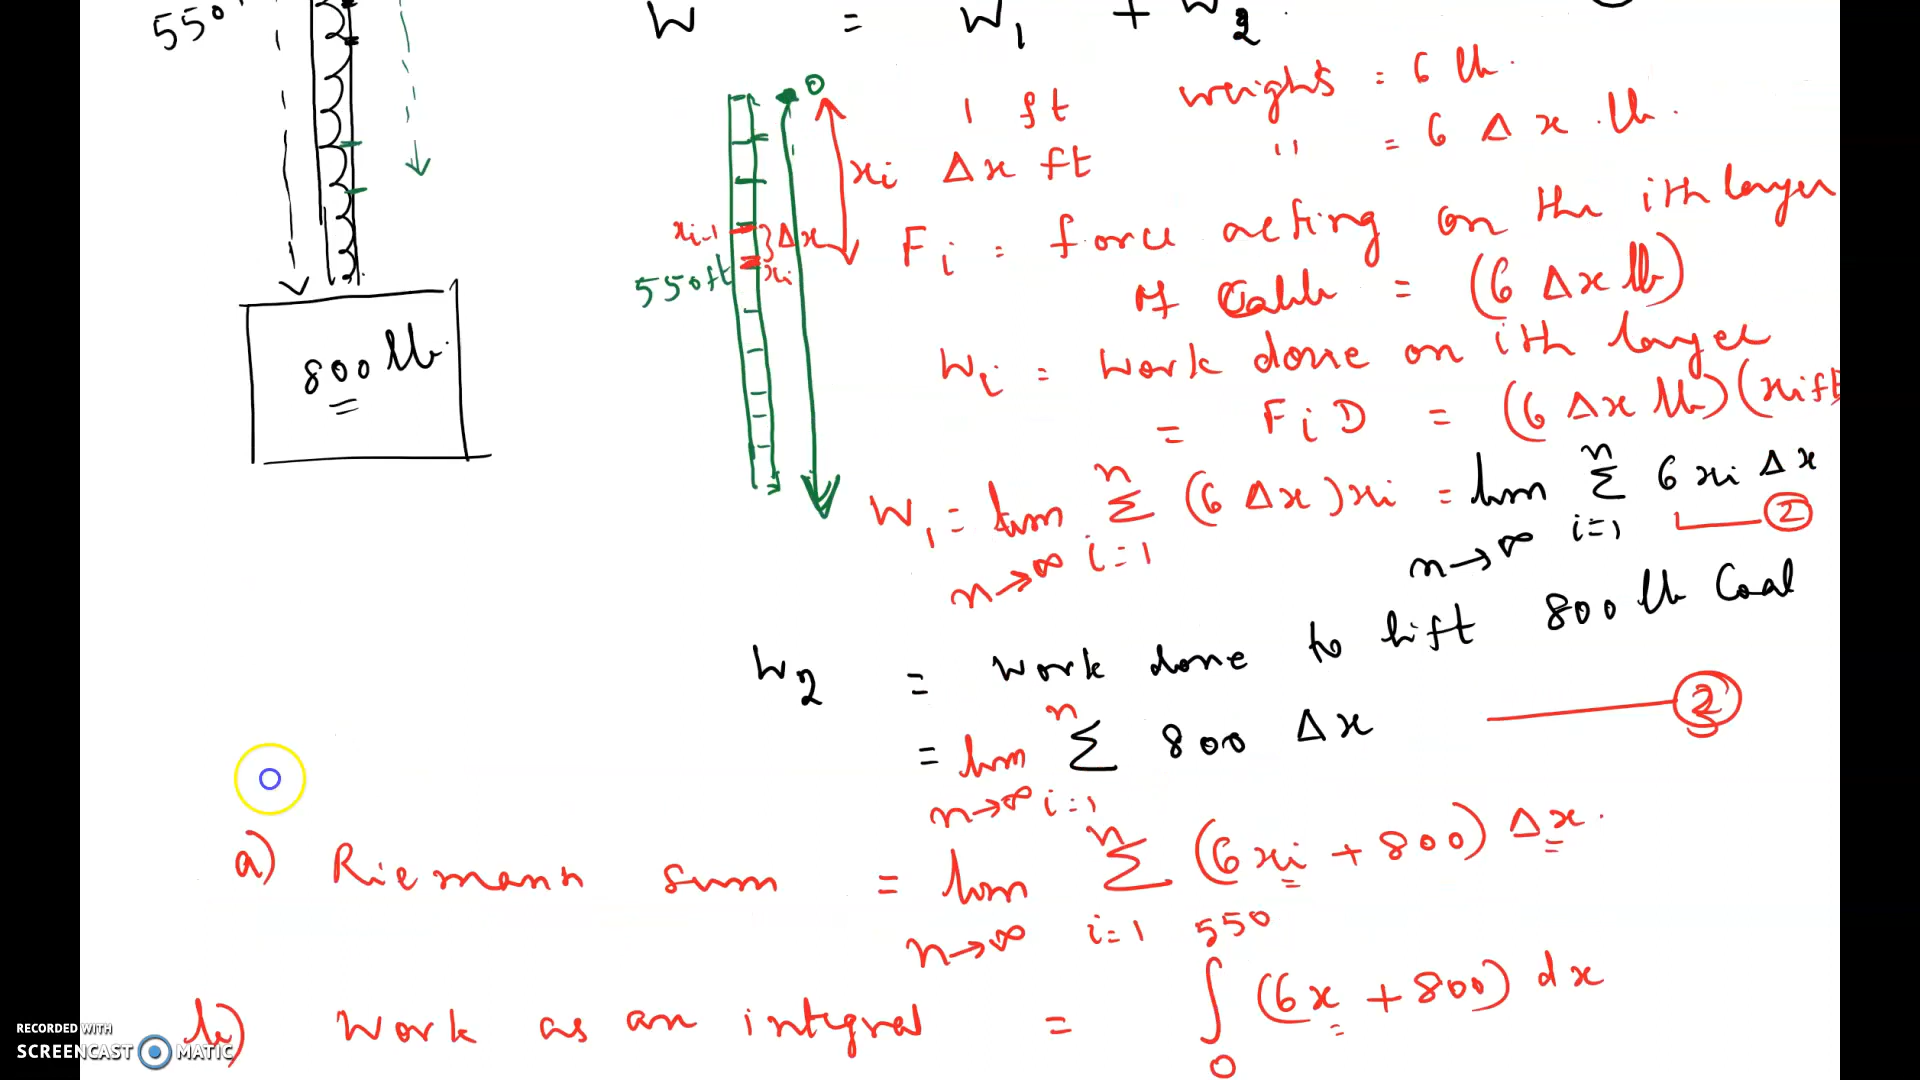 550'
W = W1 + W2.
0
1 ft weighs = 6 lb.
xi Δx ft " = 6 Δx lb.
xi-1 } Δx
xi
550ft
Fi = force acting on the ith layer
of Cable = (6 Δx lb)
800 lb.
Wi = Work done on ith layer
= Fi D = (6 Δx lb)(xi ft
W1 = lim n→∞ n Σ i=1 (6 Δx) xi = lim n→∞ n Σ i=1 6 xi Δx ②
W2 = work done to lift 800 lb Coal
= lim n→∞ n Σ i=1 800 Δx
a) Riemann sum = lim n→∞ n Σ i=1 (6xi + 800) Δx.
b) Work as an integral = ∫ 0 550 (6x + 800) dx
RECORDED WITH
SCREENCAST MATIC